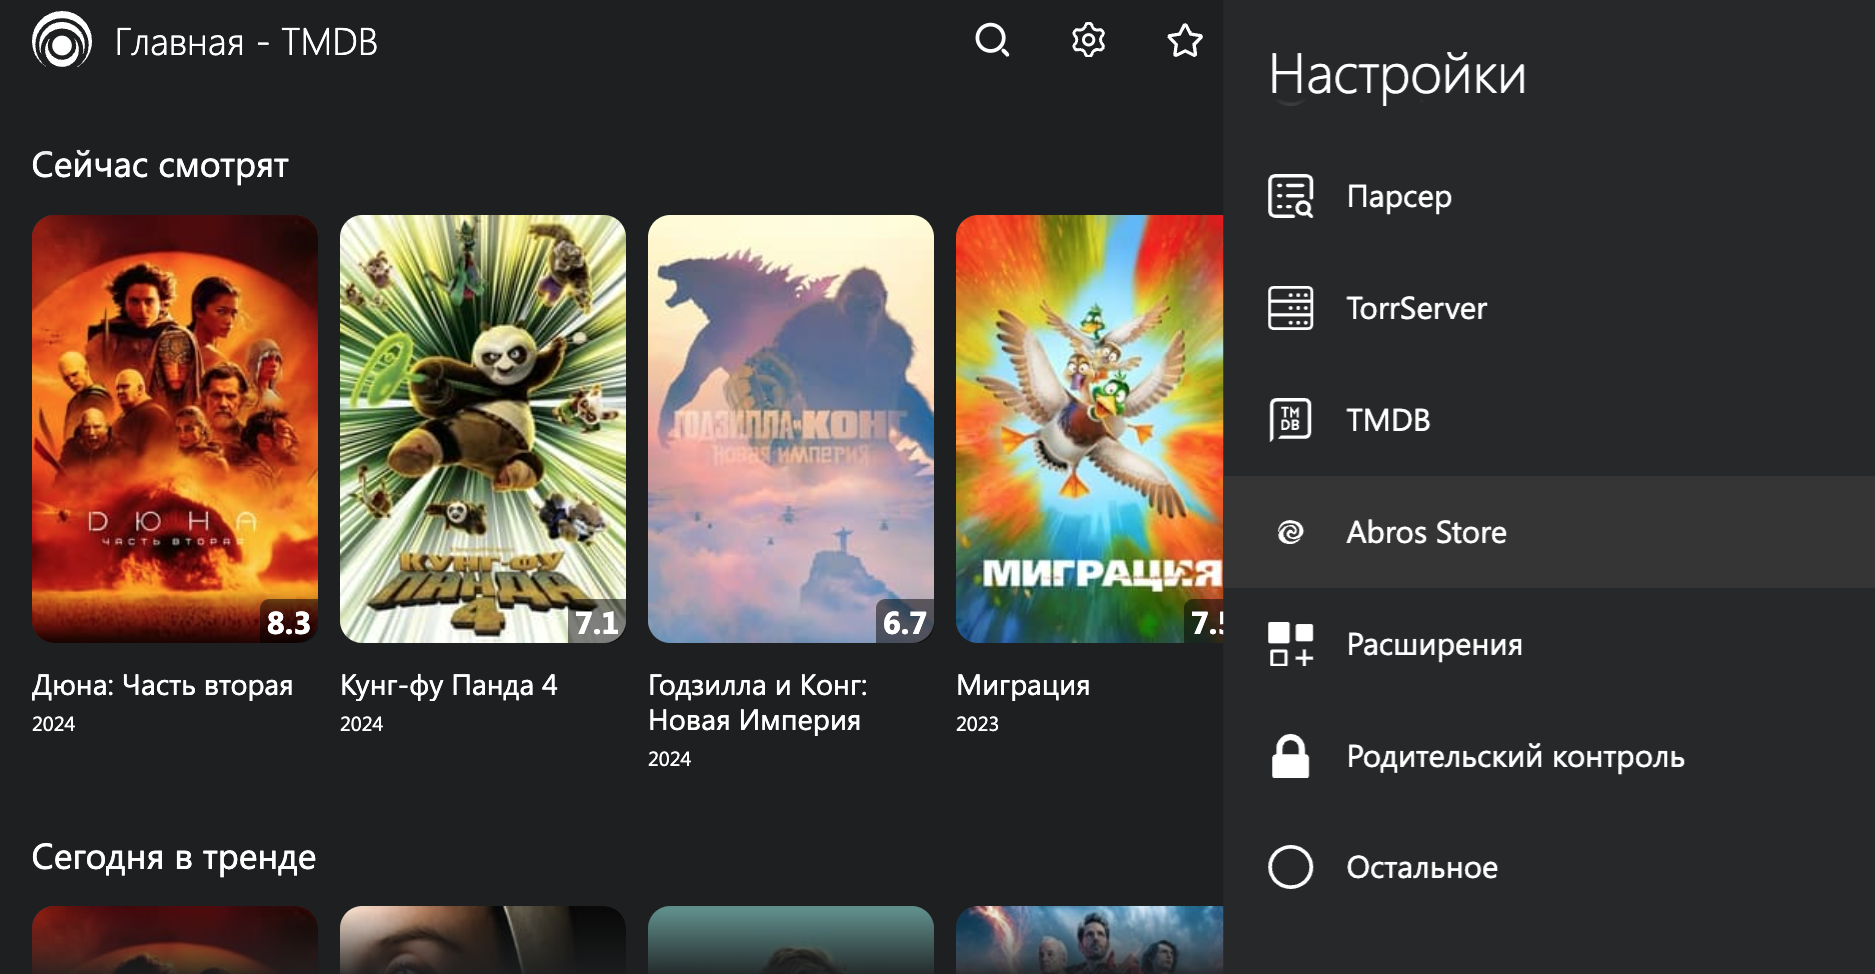 Главная - TMDB
Сейчас смотрят
ДЮНА
ЧАСТЬ ВТОРАЯ
8.3
Дюна: Часть вторая
2024
КУНГ-ФУ
ПАНДА
4
7.1
Кунг-фу Панда 4
2024
ГОДЗИЛЛА КОНГ
НОВАЯ ИМПЕРИЯ
6.7
Годзилла и Конг:
Новая Империя
2024
МИГРАЦИЯ
7.5
Миграция
2023
Сегодня в тренде
Настройки
Парсер
TorrServer
TM
DB
TMDB
Abros Store
Расширения
Родительский контроль
Остальное